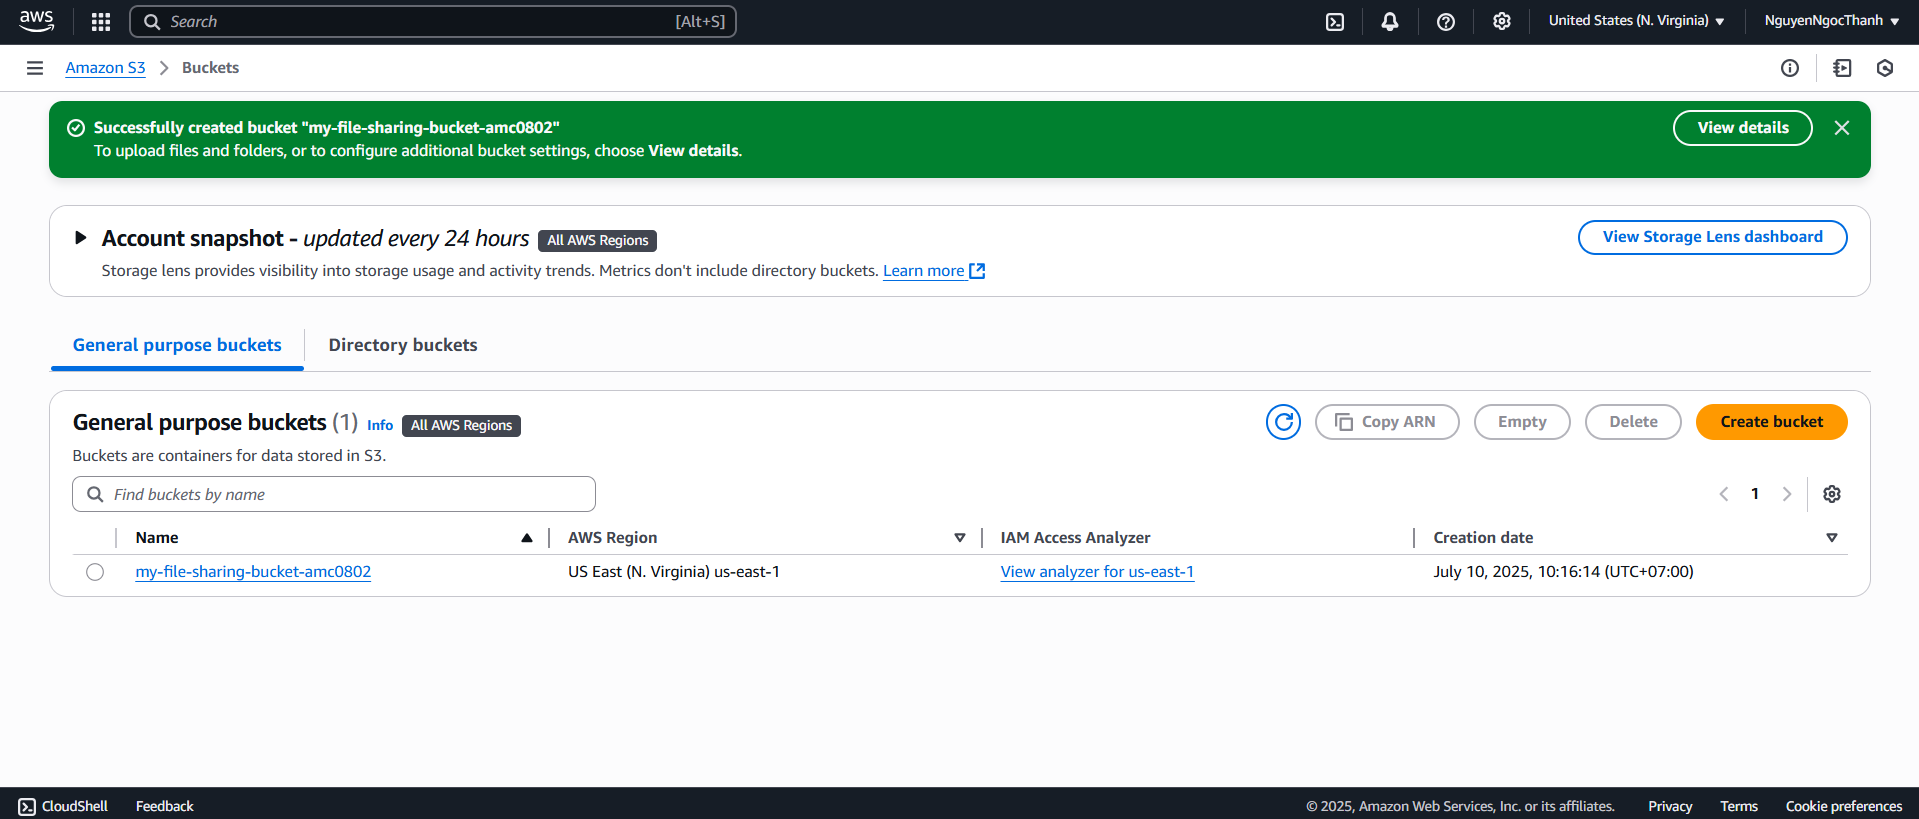 aws Search [Alt+S] United States (N. Virginia) NguyenNgocThanh
Amazon S3 Buckets
Successfully created bucket "my-file-sharing-bucket-amc0802" View details
To upload files and folders, or to configure additional bucket settings, choose View details.
Account snapshot - updated every 24 hours All AWS Regions View Storage Lens dashboard
Storage lens provides visibility into storage usage and activity trends. Metrics don't include directory buckets. Learn more
General purpose buckets Directory buckets
General purpose buckets (1) Info All AWS Regions Copy ARN Empty Delete Create bucket
Buckets are containers for data stored in S3.
Find buckets by name 1
Name AWS Region IAM Access Analyzer Creation date
my-file-sharing-bucket-amc0802 US East (N. Virginia) us-east-1 View analyzer for us-east-1 July 10, 2025, 10:16:14 (UTC+07:00)
CloudShell Feedback © 2025, Amazon Web Services, Inc. or its affiliates. Privacy Terms Cookie preferences